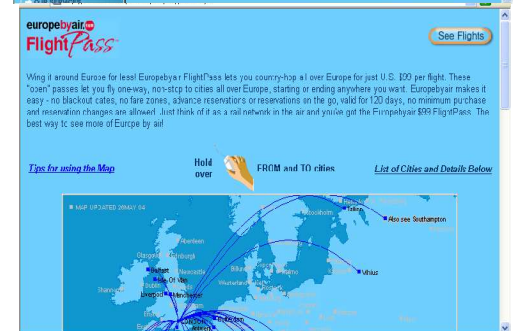 europebyair.com
FlightPass
See Flights
Wing it around Europe for less! Europebyair FlightPass lets you country-hop all over Europe for just U.S. $99 per flight. These
"open" passes let you fly one-way, non-stop to cities all over Europe, starting or ending anywhere you want. Europebyair makes it
easy - no blackout dates, no fare zones, advance reservations or reservations on the go, valid for 120 days, no minimum purchase
and reservation changes are allowed. Just think of it as a rail network in the air and you've got the Europebyair $99 FlightPass. The
best way to see more of Europe by air!
Tips for using the Map
Hold
over
FROM and TO cities
List of Cities and Details Below
MAP UPDATED 20MAY 04
Stockholm
Tallinn
Also see Southampton
Aberdeen
Glasgow
Edinburgh
Belfast
Newcastle
Isle Of Man
Vilnius
Dublin
Liverpool
Manchester
Rotterdam